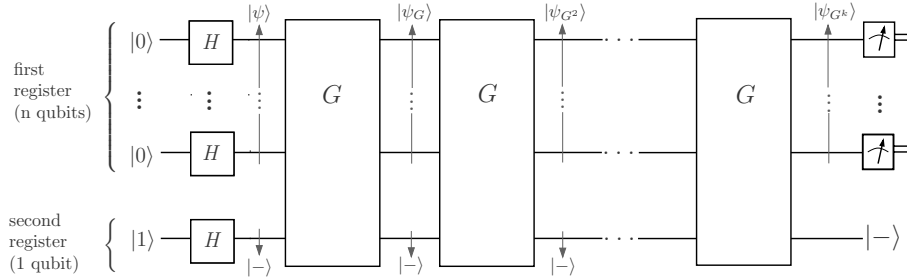 |ψ⟩ |ψ_G⟩ |ψ_{G²}⟩ |ψ_{G^k}⟩
|0⟩ H ···
first
register
(n qubits)
⋮ ⋮ ⋮ G ⋮ G ⋮ G ⋮ ⋮
|0⟩ H ···
second
register
(1 qubit)
|1⟩ H ··· |−⟩
|−⟩ |−⟩ |−⟩